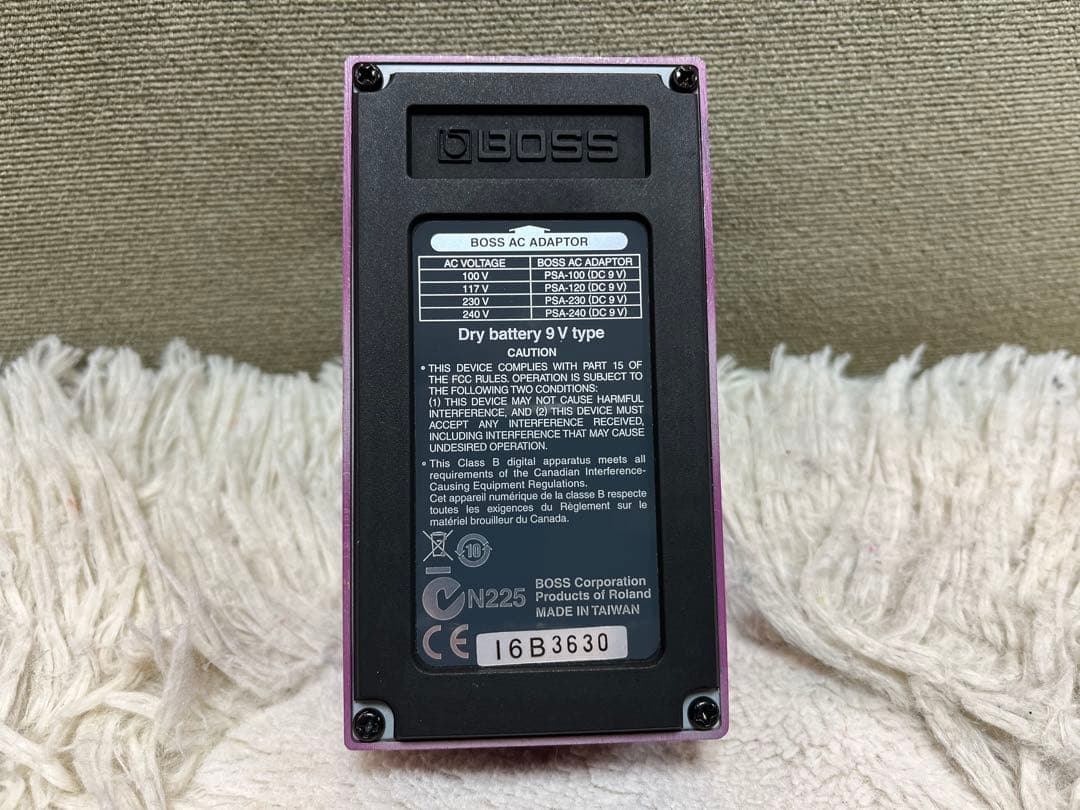 BOSS
BOSS AC ADAPTOR
AC VOLTAGE BOSS AC ADAPTOR
100 V PSA-100 (DC 9 V)
117 V PSA-120 (DC 9 V)
230 V PSA-230 (DC 9 V)
240 V PSA-240 (DC 9 V)
Dry battery 9 V type
CAUTION
• THIS DEVICE COMPLIES WITH PART 15 OF
THE FCC RULES. OPERATION IS SUBJECT TO
THE FOLLOWING TWO CONDITIONS:
(1) THIS DEVICE MAY NOT CAUSE HARMFUL
INTERFERENCE, AND (2) THIS DEVICE MUST
ACCEPT ANY INTERFERENCE RECEIVED,
INCLUDING INTERFERENCE THAT MAY CAUSE
UNDESIRED OPERATION.
• This Class B digital apparatus meets all
requirements of the Canadian Interference-
Causing Equipment Regulations.
Cet appareil numérique de la classe B respecte
toutes les exigences du Règlement sur le
matériel brouilleur du Canada.
10
N225
BOSS Corporation
Products of Roland
MADE IN TAIWAN
CE
I6B3630